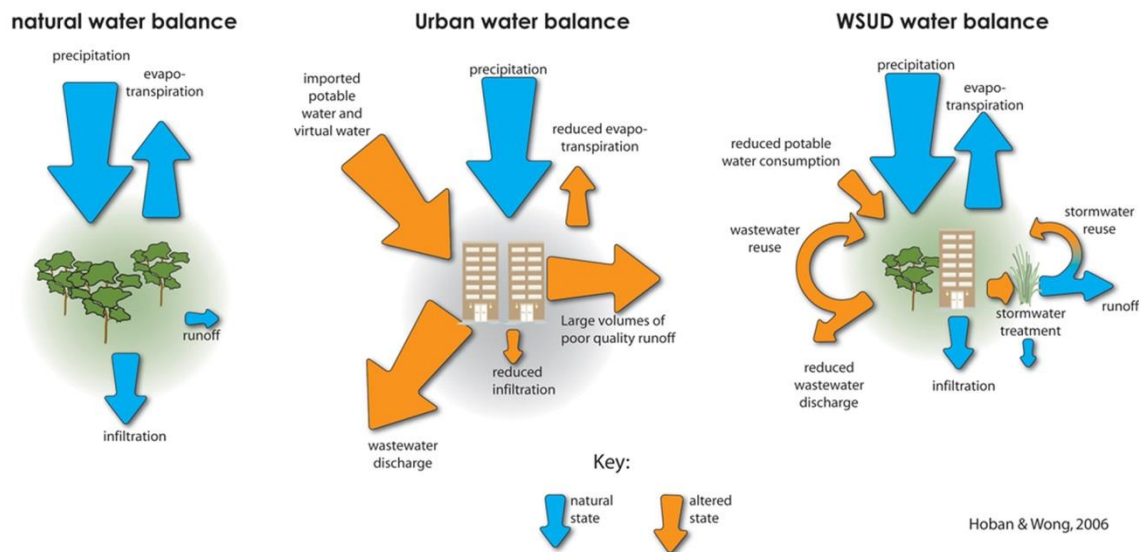 natural water balance
precipitation
evapo-
transpiration
runoff
infiltration
Urban water balance
imported
potable
water and
virtual water
precipitation
reduced evapo-
transpiration
Large volumes of
poor quality runoff
reduced
infiltration
wastewater
discharge
WSUD water balance
precipitation
evapo-
transpiration
reduced potable
water consumption
wastewater
reuse
stormwater
reuse
runoff
stormwater
treatment
reduced
wastewater
discharge
infiltration
Key:
natural
state
altered
state
Hoban & Wong, 2006